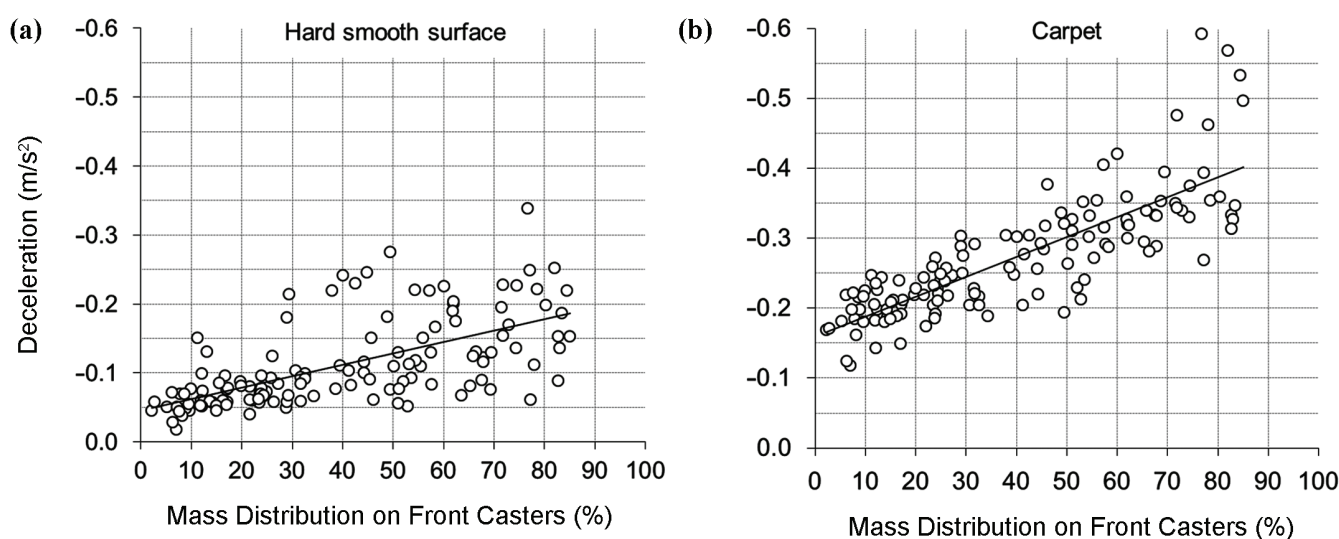 (a)
Hard smooth surface
Deceleration (m/s²)
−0.6
−0.5
−0.4
−0.3
−0.2
−0.1
0.0
0 10 20 30 40 50 60 70 80 90 100
Mass Distribution on Front Casters (%)
(b)
Carpet
−0.6
−0.5
−0.4
−0.3
−0.2
−0.1
0.0
0 10 20 30 40 50 60 70 80 90 100
Mass Distribution on Front Casters (%)